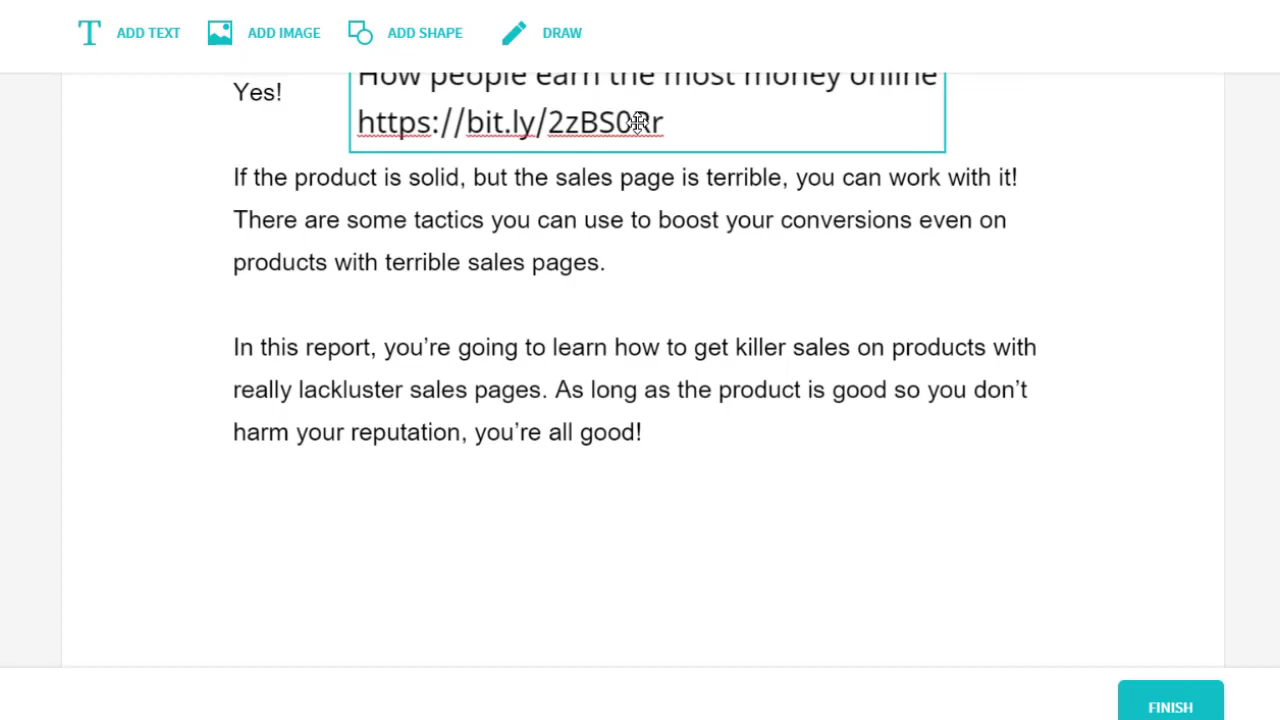 ADD TEXT ADD IMAGE ADD SHAPE DRAW
How people earn the most money online
Yes!
If the product is solid, but the sales page is terrible, you can work with it!
There are some tactics you can use to boost your conversions even on
products with terrible sales pages.
In this report, you’re going to learn how to get killer sales on products with
really lackluster sales pages. As long as the product is good so you don’t
harm your reputation, you’re all good!
FINISH